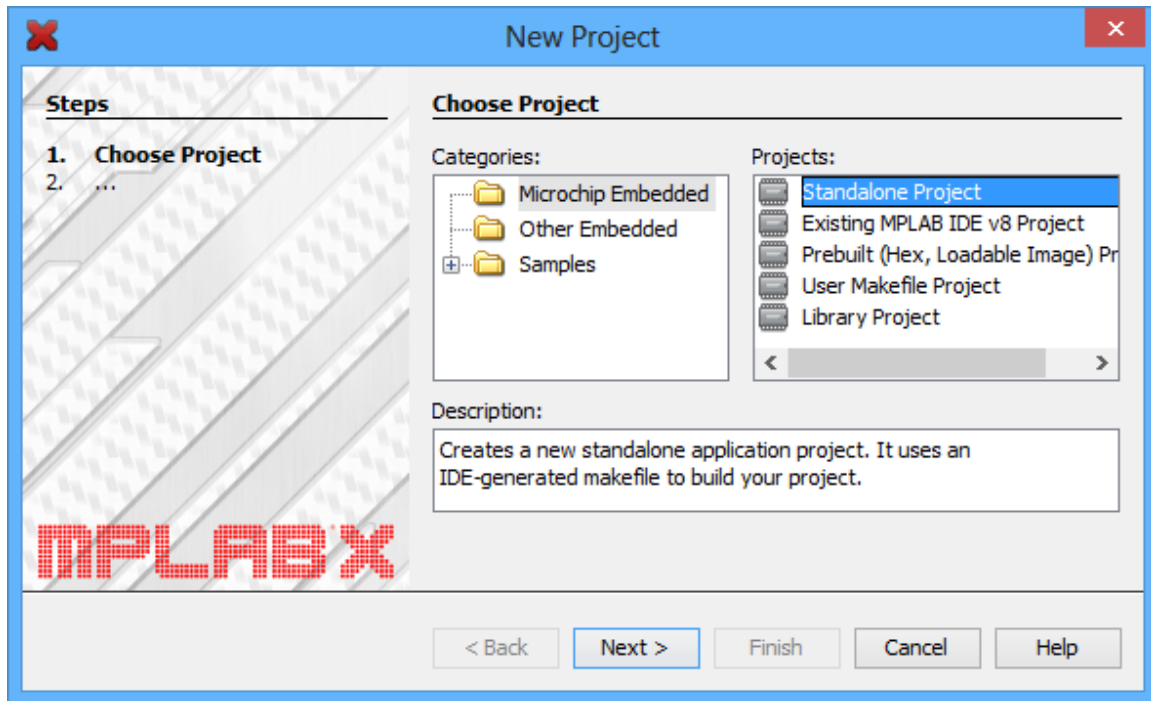 New Project
Steps
1. Choose Project
2. ...
Choose Project
Categories:
Microchip Embedded
Other Embedded
Samples
Projects:
Standalone Project
Existing MPLAB IDE v8 Project
Prebuilt (Hex, Loadable Image) Pr
User Makefile Project
Library Project
Description:
Creates a new standalone application project. It uses an
IDE-generated makefile to build your project.
MPLAB X
< Back
Next >
Finish
Cancel
Help